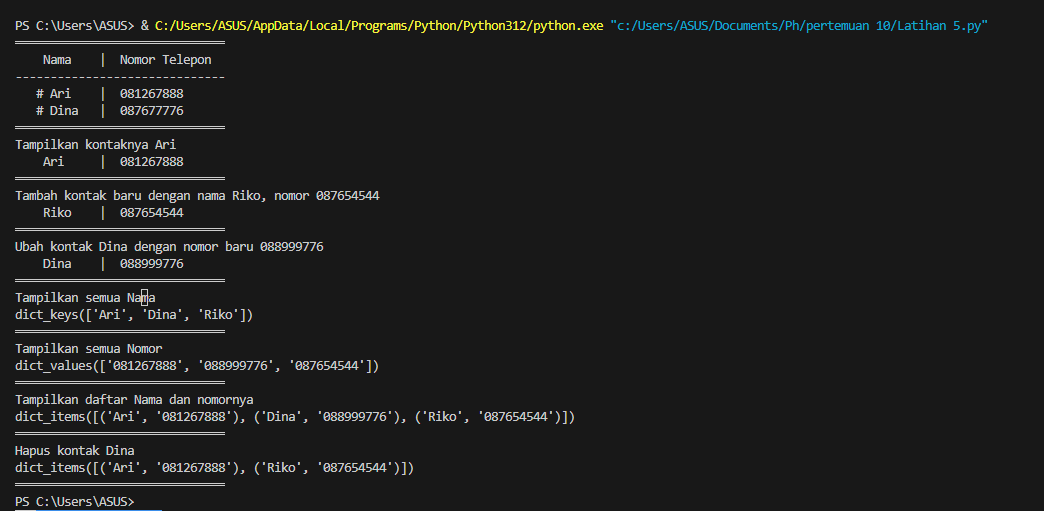 PS C:\Users\ASUS> & C:/Users/ASUS/AppData/Local/Programs/Python/Python312/python.exe "c:/Users/ASUS/Documents/Ph/pertemuan 10/Latihan 5.py"
==============================
    Nama    |  Nomor Telepon
------------------------------
   # Ari    |  081267888
   # Dina   |  087677776
==============================
Tampilkan kontaknya Ari
    Ari     |  081267888
==============================
Tambah kontak baru dengan nama Riko, nomor 087654544
    Riko    |  087654544
==============================
Ubah kontak Dina dengan nomor baru 088999776
    Dina    |  088999776
==============================
Tampilkan semua Nama
dict_keys(['Ari', 'Dina', 'Riko'])
==============================
Tampilkan semua Nomor
dict_values(['081267888', '088999776', '087654544'])
==============================
Tampilkan daftar Nama dan nomornya
dict_items([('Ari', '081267888'), ('Dina', '088999776'), ('Riko', '087654544')])
==============================
Hapus kontak Dina
dict_items([('Ari', '081267888'), ('Riko', '087654544')])
==============================
PS C:\Users\ASUS>